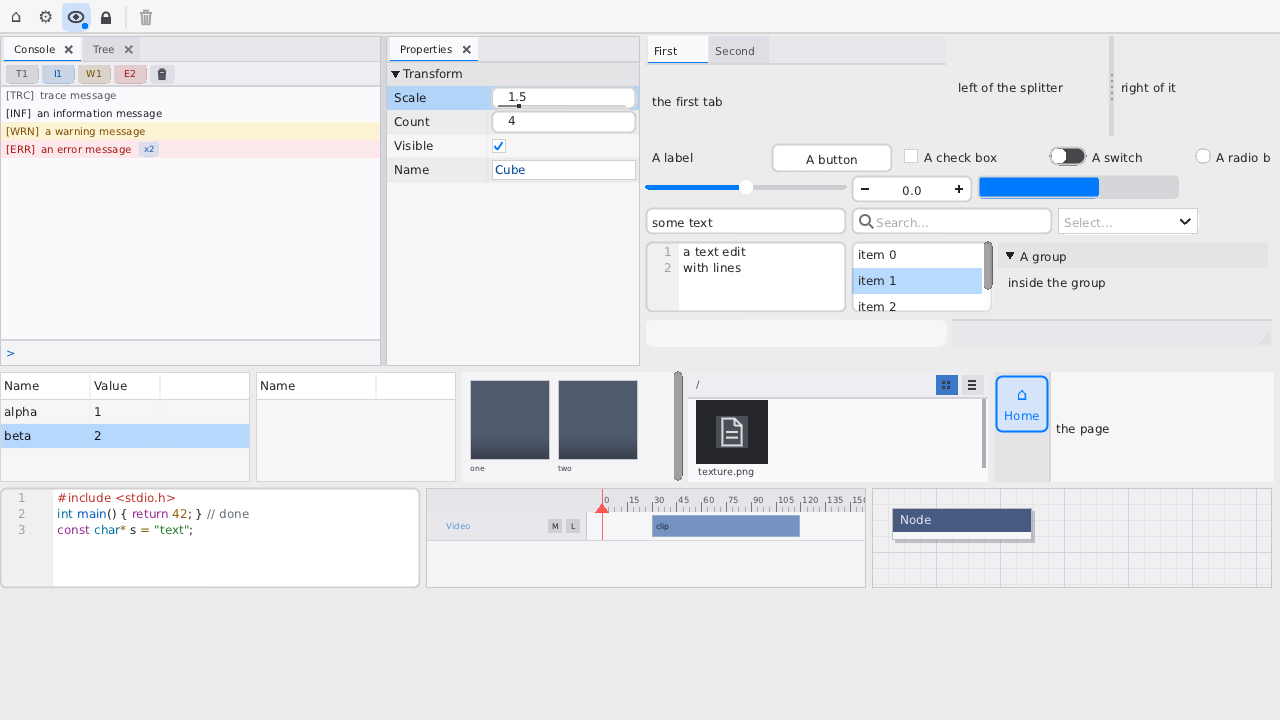 Console
Tree
T1 I1 W1 E2
[TRC] trace message
[INF] an information message
[WRN] a warning message
[ERR] an error message x2
>
Properties
Transform
Scale 1.5
Count 4
Visible
Name Cube
First Second
the first tab
left of the splitter right of it
A label A button A check box A switch A radio b
− 0.0 +
some text Search... Select...
1 a text edit
2 with lines
item 0
item 1
item 2
A group
inside the group
Name Value
alpha 1
beta 2
Name
one two
/
texture.png
Home
the page
1 #include <stdio.h>
2 int main() { return 42; } // done
3 const char* s = "text";
0 15 30 45 60 75 90 105 120 135 150
Video M L clip
Node